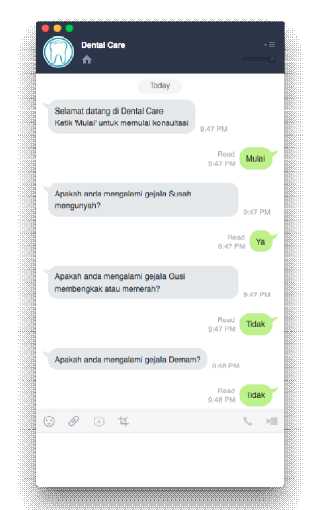 Dental Care
Today
Selamat datang di Dental Care
Ketik 'Mulai' untuk memulai konsultasi
9:47 PM
Read
9:47 PM
Mulai
Apakah anda mengalami gejala Susah
mengunyah?
9:47 PM
Read
9:47 PM
Ya
Apakah anda mengalami gejala Gusi
membengkak atau memerah?
9:47 PM
Read
9:47 PM
Tidak
Apakah anda mengalami gejala Demam?
9:48 PM
Read
9:48 PM
Tidak